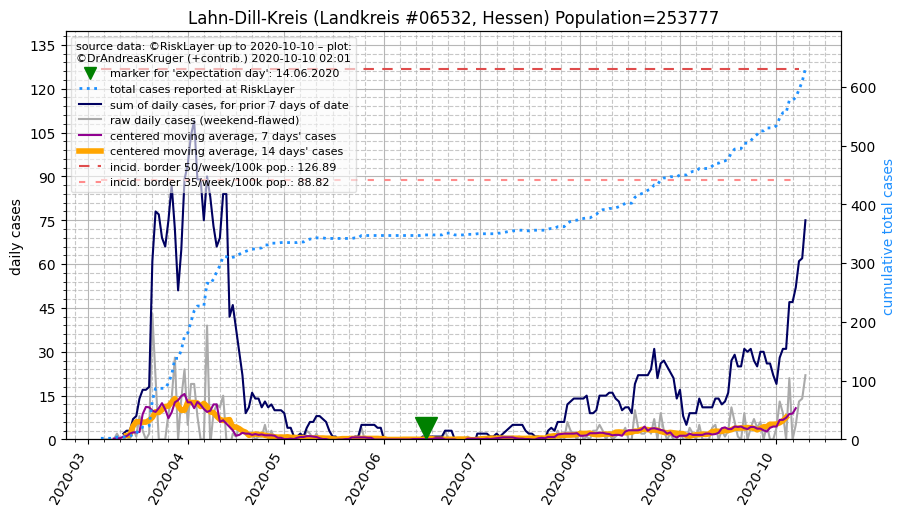 Lahn-Dill-Kreis (Landkreis #06532, Hessen) Population=253777
source data: ©RiskLayer up to 2020-10-10 – plot:
©DrAndreasKruger (+contrib.) 2020-10-10 02:01
marker for 'expectation day': 14.06.2020
total cases reported at RiskLayer
sum of daily cases, for prior 7 days of date
raw daily cases (weekend-flawed)
centered moving average, 7 days' cases
centered moving average, 14 days' cases
incid. border 50/week/100k pop.: 126.89
incid. border 35/week/100k pop.: 88.82
daily cases
135
120
105
90
75
60
45
30
15
0
cumulative total cases
600
500
400
300
200
100
0
2020-03
2020-04
2020-05
2020-06
2020-07
2020-08
2020-09
2020-10